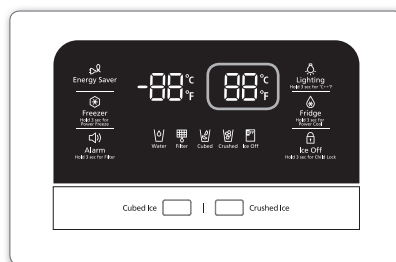 Energy Saver
-88°C °F
88°C °F
Lighting
Hold 3 sec for °C↔°F
Freezer
Hold 3 sec for
Power Freeze
Fridge
Hold 3 sec for
Power Cool
Alarm
Hold 3 sec for Filter
Water Filter Cubed Crushed Ice Off
Ice Off
Hold 3 sec for Child Lock
Cubed Ice | Crushed Ice